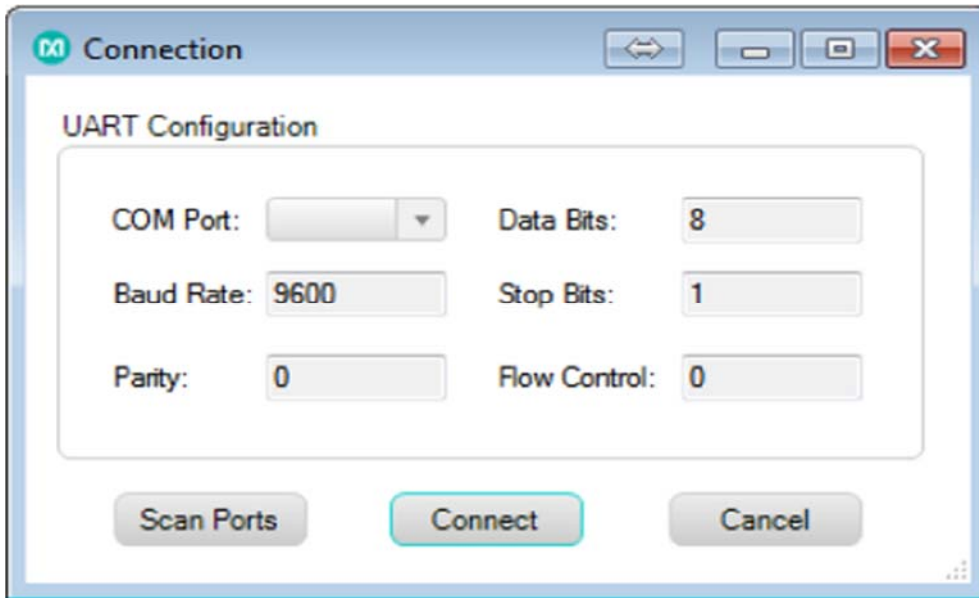 Connection
UART Configuration
COM Port:
Data Bits: 8
Baud Rate: 9600
Stop Bits: 1
Parity: 0
Flow Control: 0
Scan Ports
Connect
Cancel